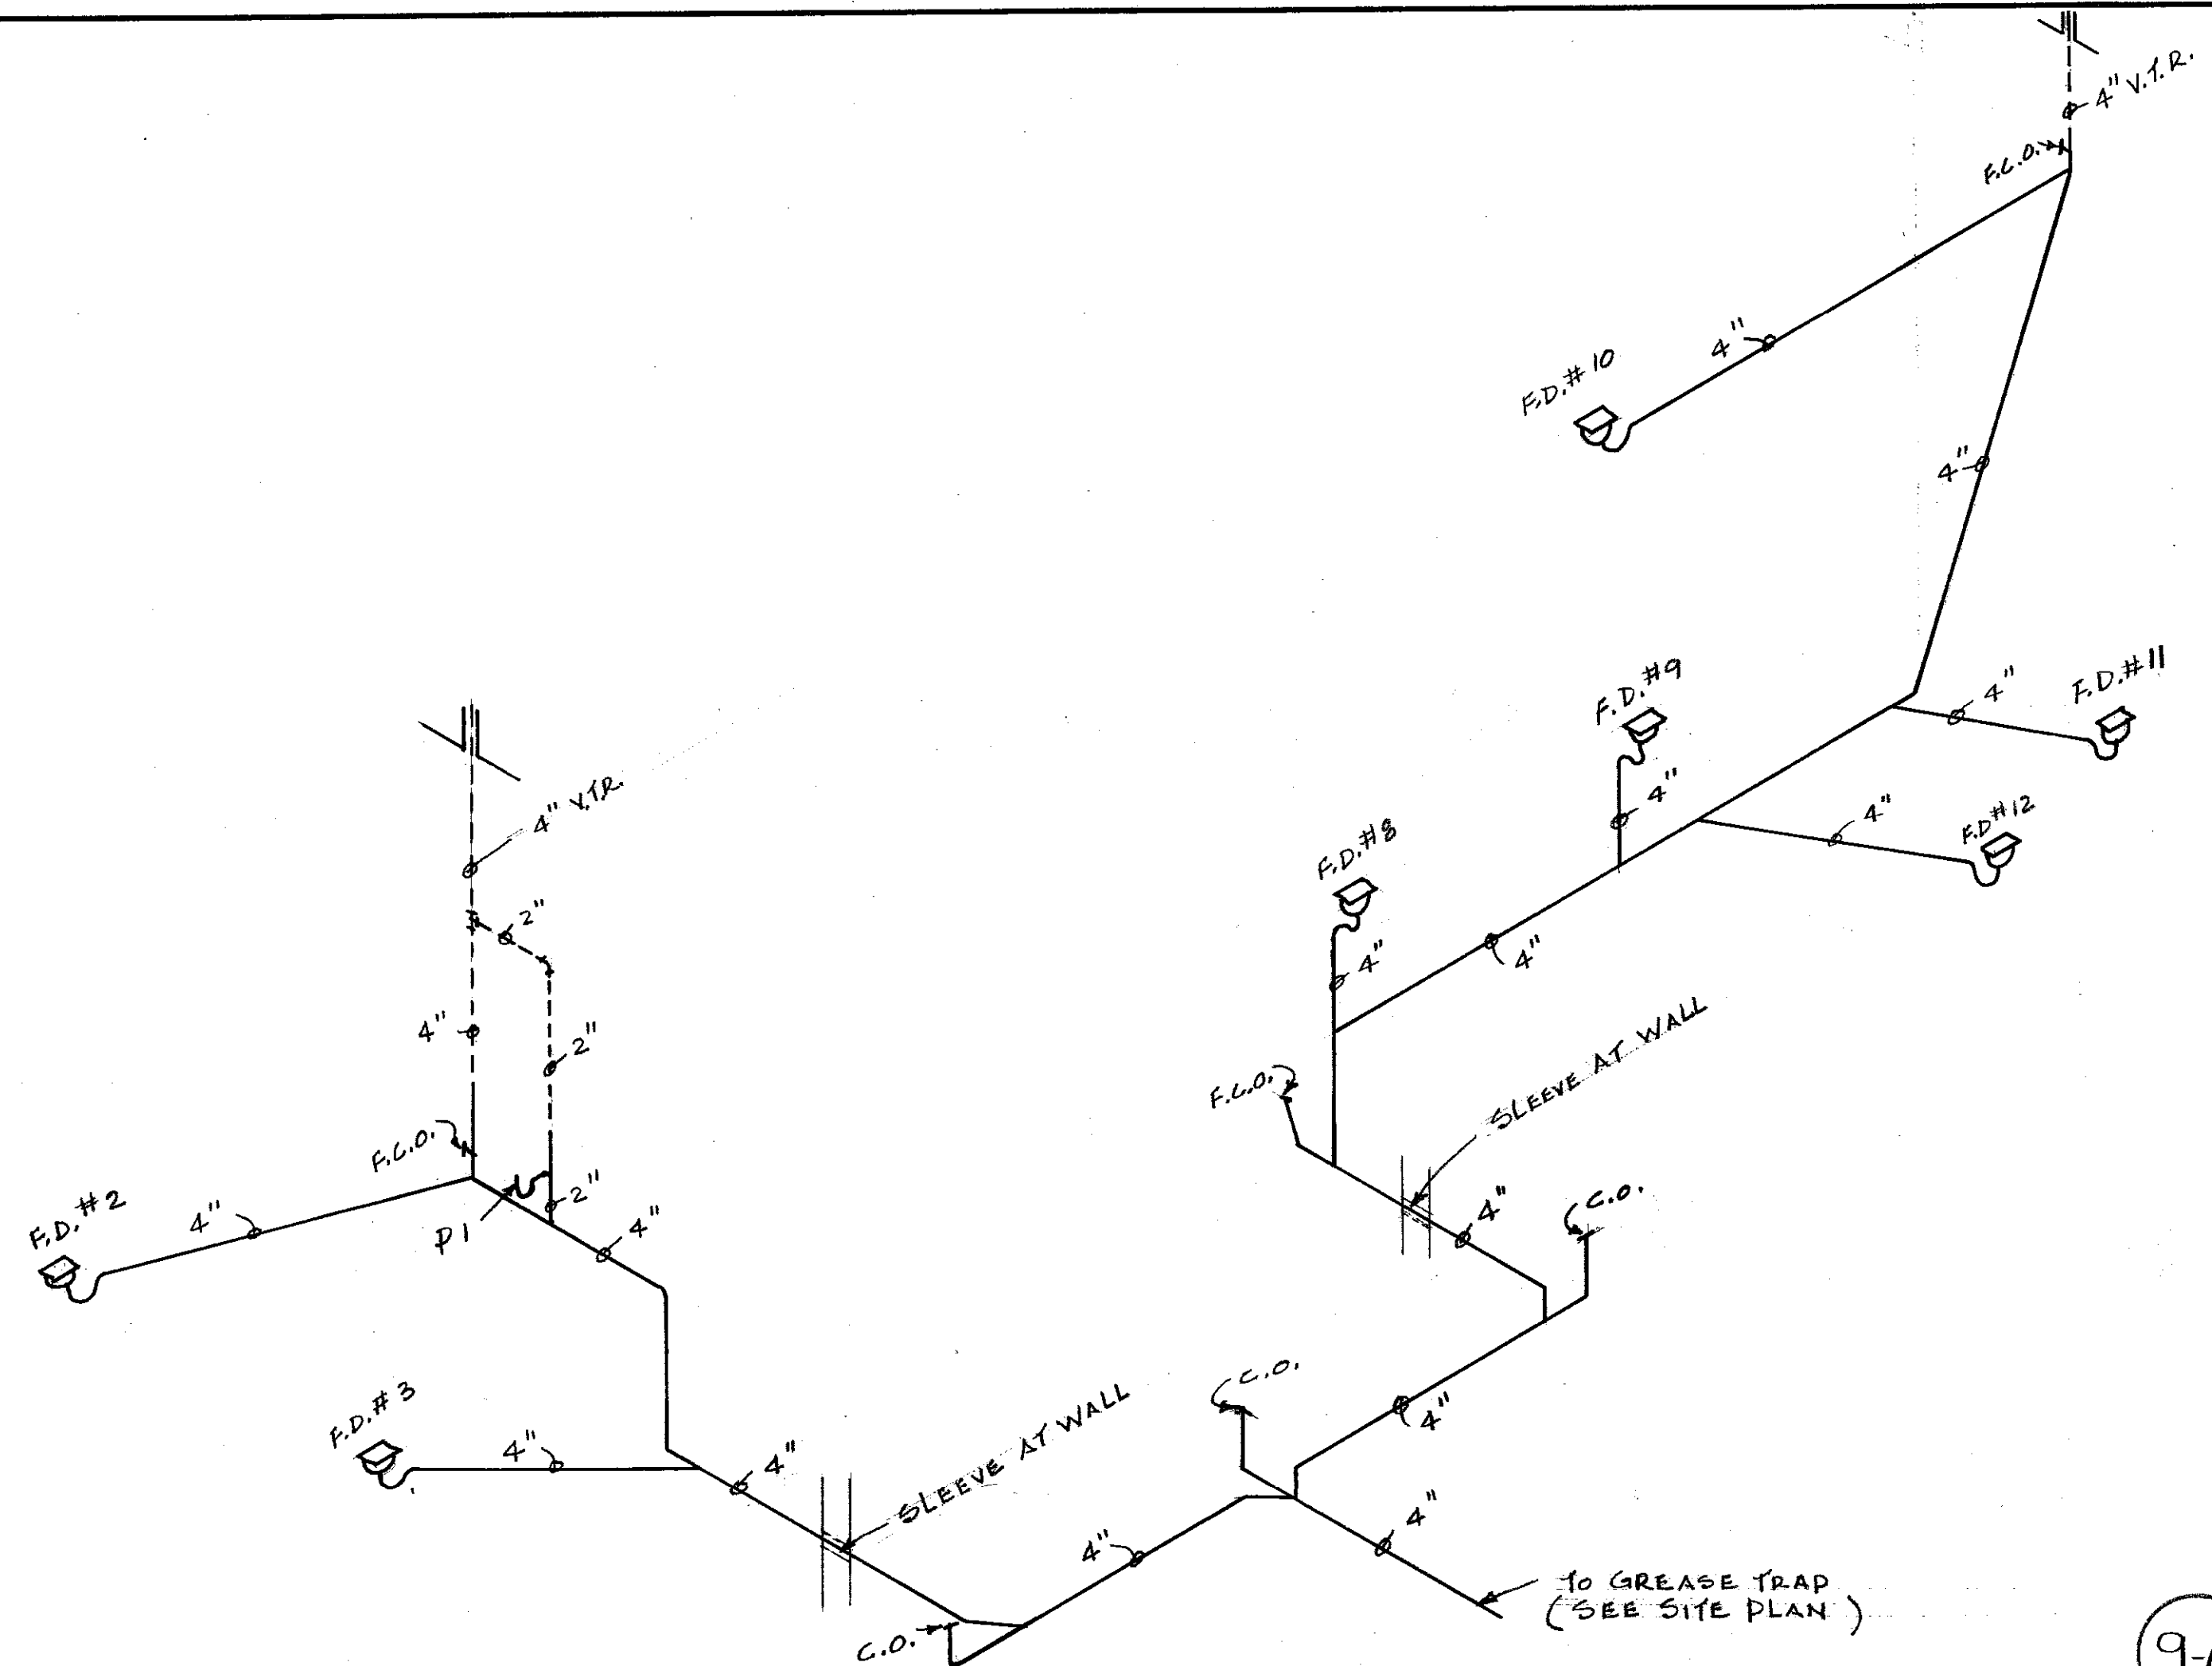 4" V.T.R.
F.C.O.
4"
F.D.#10
4"
F.D.#9
4"
F.D.#11
4"
4" V.T.R.
4"
F.D#12
F.D.#8
2"
4"
4"
4"
2"
SLEEVE AT WALL
F.C.O.
F.C.O.
F.D.#2
4"
P1
2"
4"
4"
C.O.
C.O.
F.D.#3
4"
4"
SLEEVE AT WALL
4"
4"
4"
TO GREASE TRAP
(SEE SITE PLAN)
C.O.